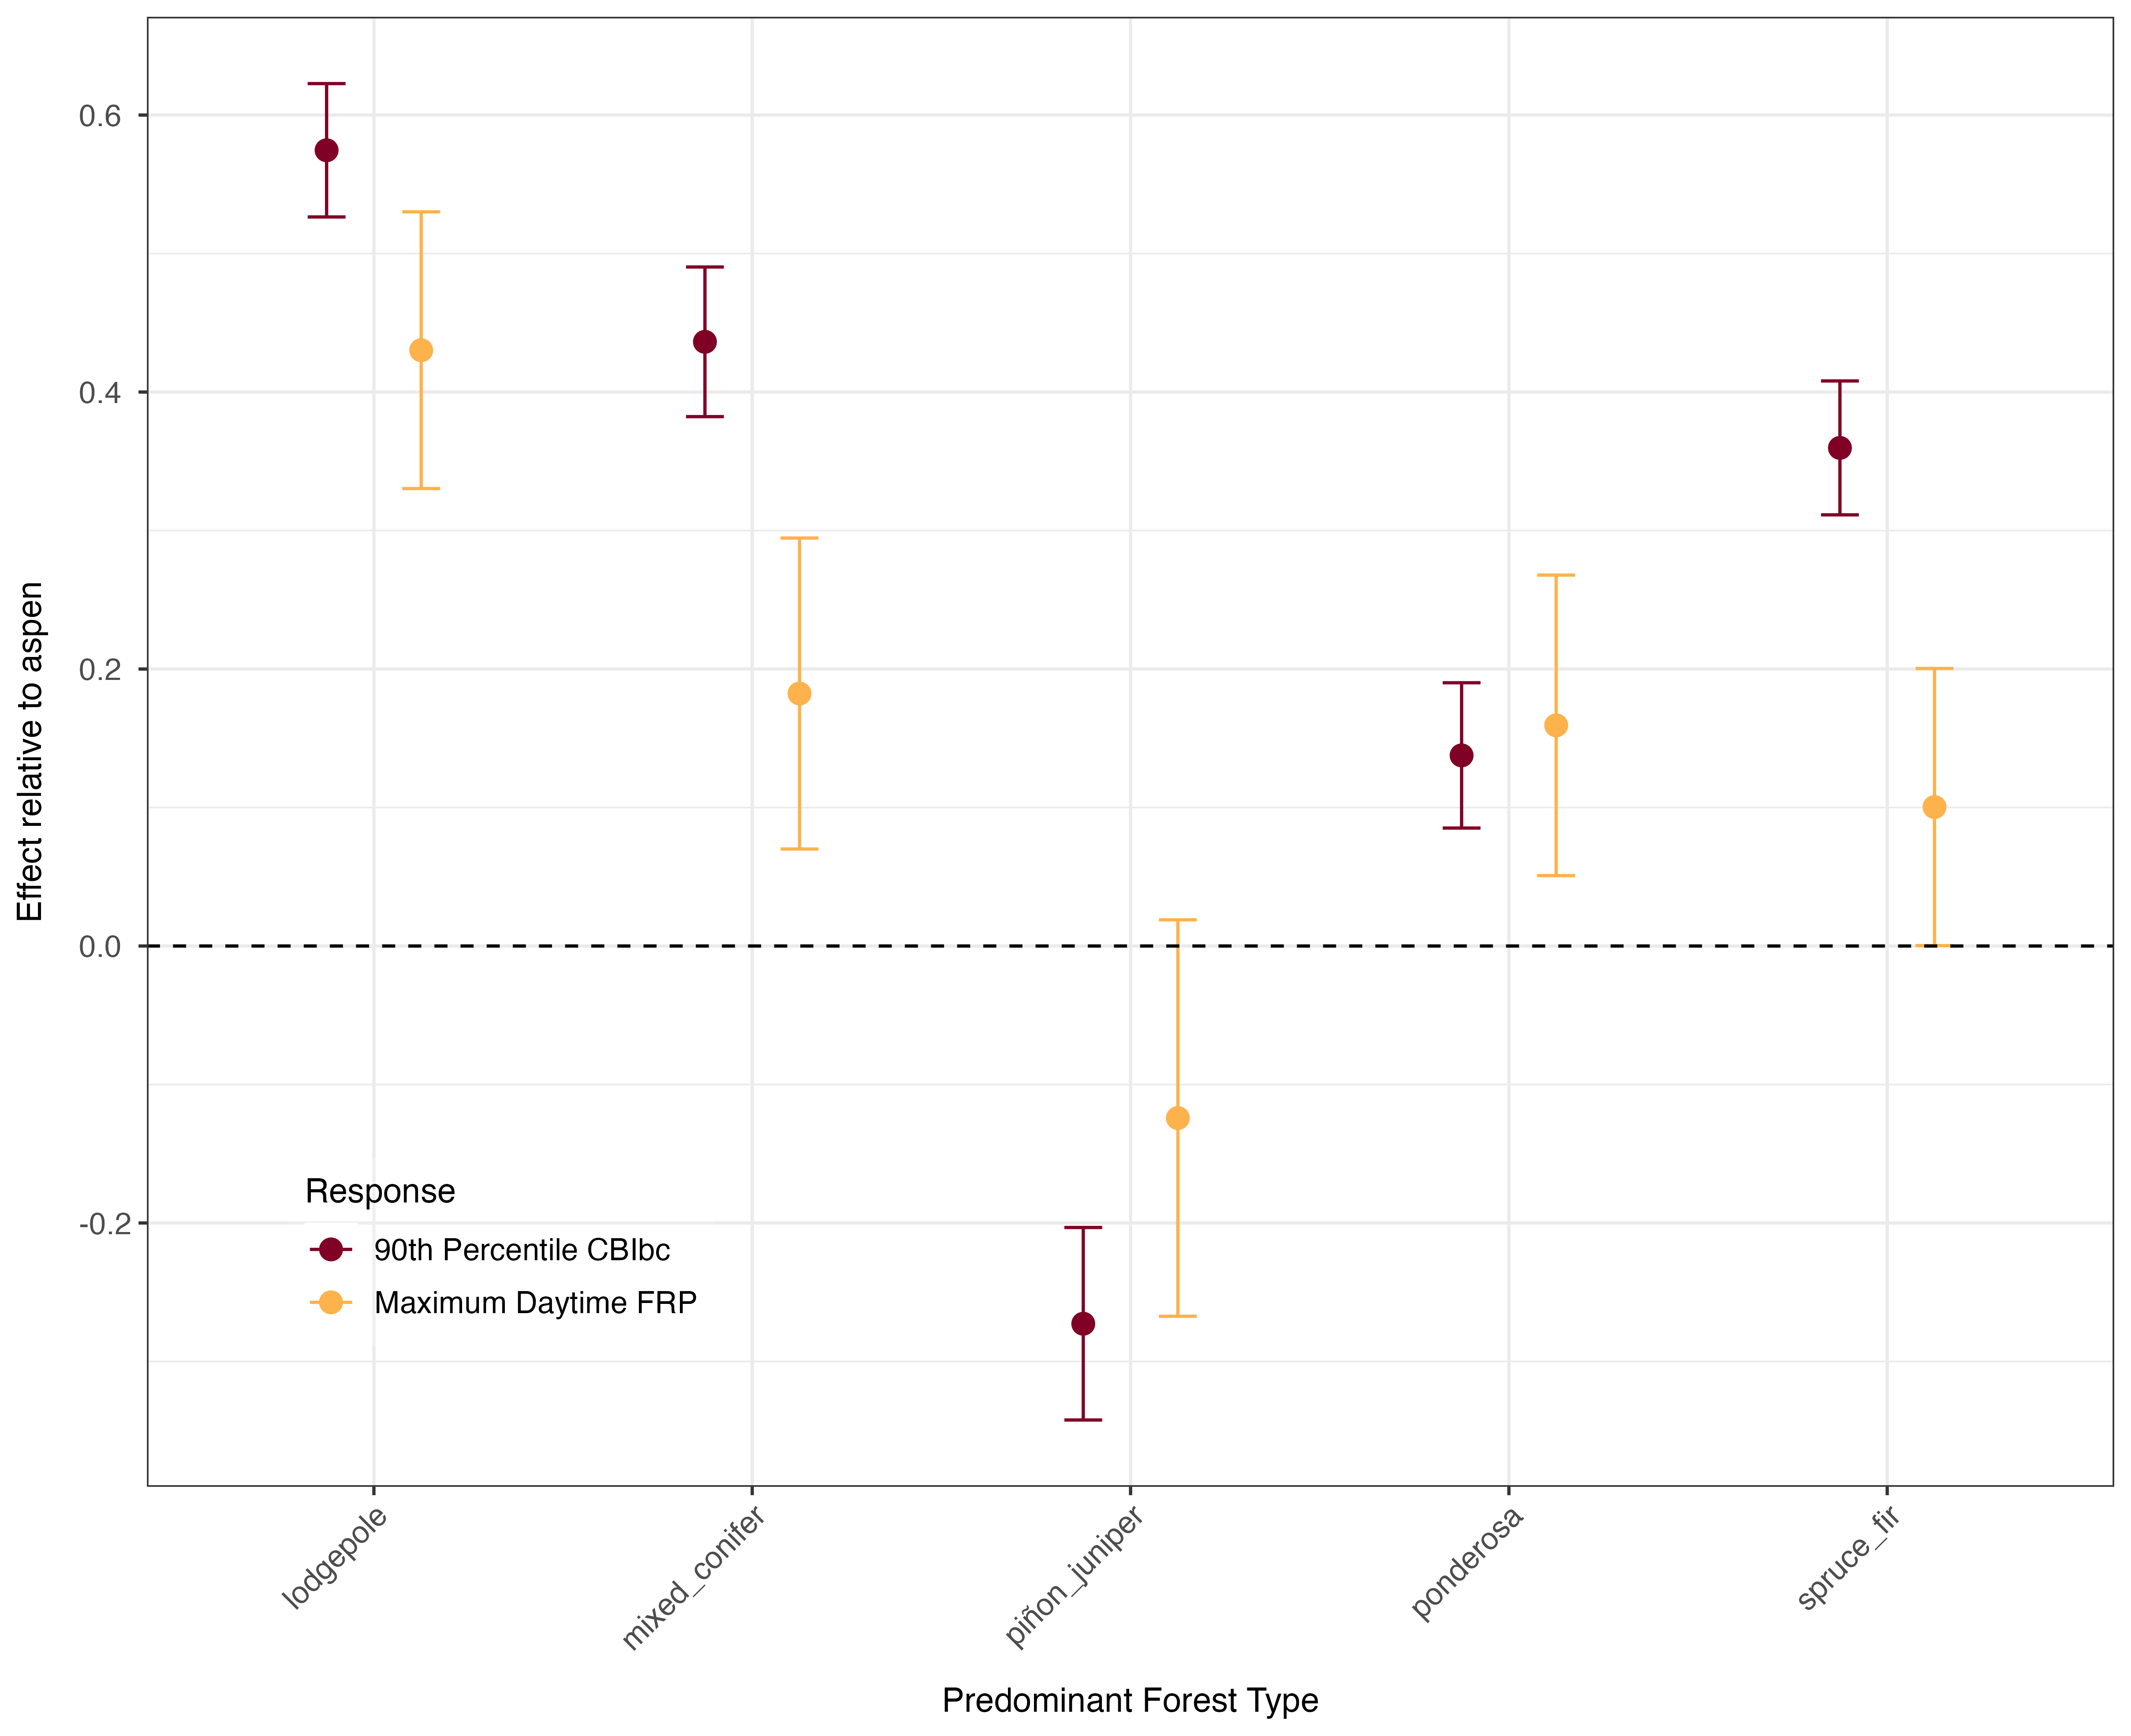 0.6
0.4
0.2
0.0
-0.2
Effect relative to aspen
Response
90th Percentile CBIbc
Maximum Daytime FRP
lodgepole
mixed_conifer
piñon_juniper
ponderosa
spruce_fir
Predominant Forest Type